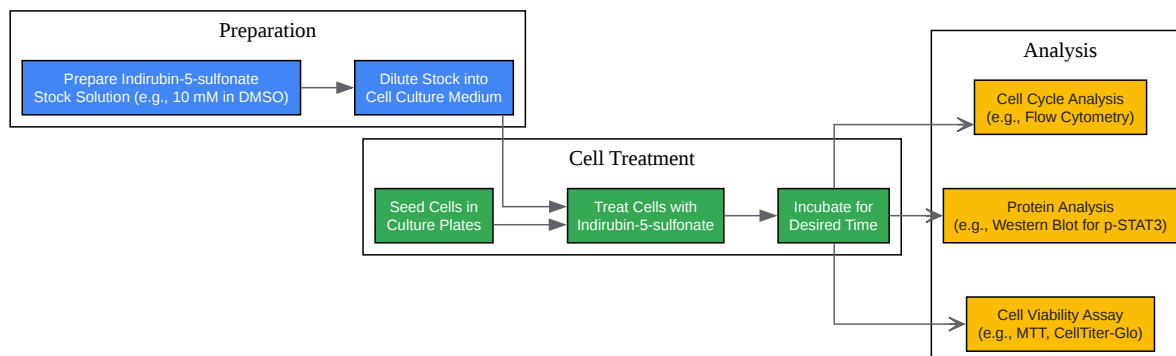 Preparation
Prepare Indirubin-5-sulfonate
Stock Solution (e.g., 10 mM in DMSO)
Dilute Stock into
Cell Culture Medium
Cell Treatment
Seed Cells in
Culture Plates
Treat Cells with
Indirubin-5-sulfonate
Incubate for
Desired Time
Analysis
Cell Cycle Analysis
(e.g., Flow Cytometry)
Protein Analysis
(e.g., Western Blot for p-STAT3)
Cell Viability Assay
(e.g., MTT, CellTiter-Glo)